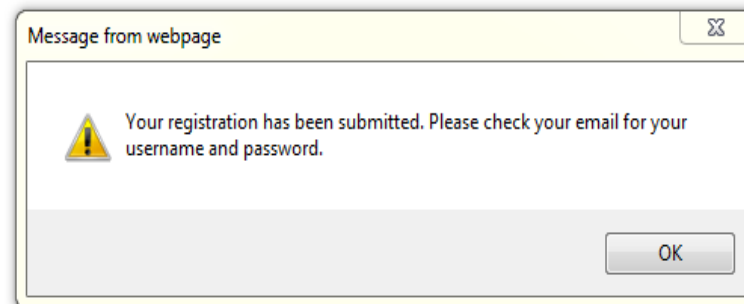 Message from webpage
Your registration has been submitted. Please check your email for your
username and password.
OK